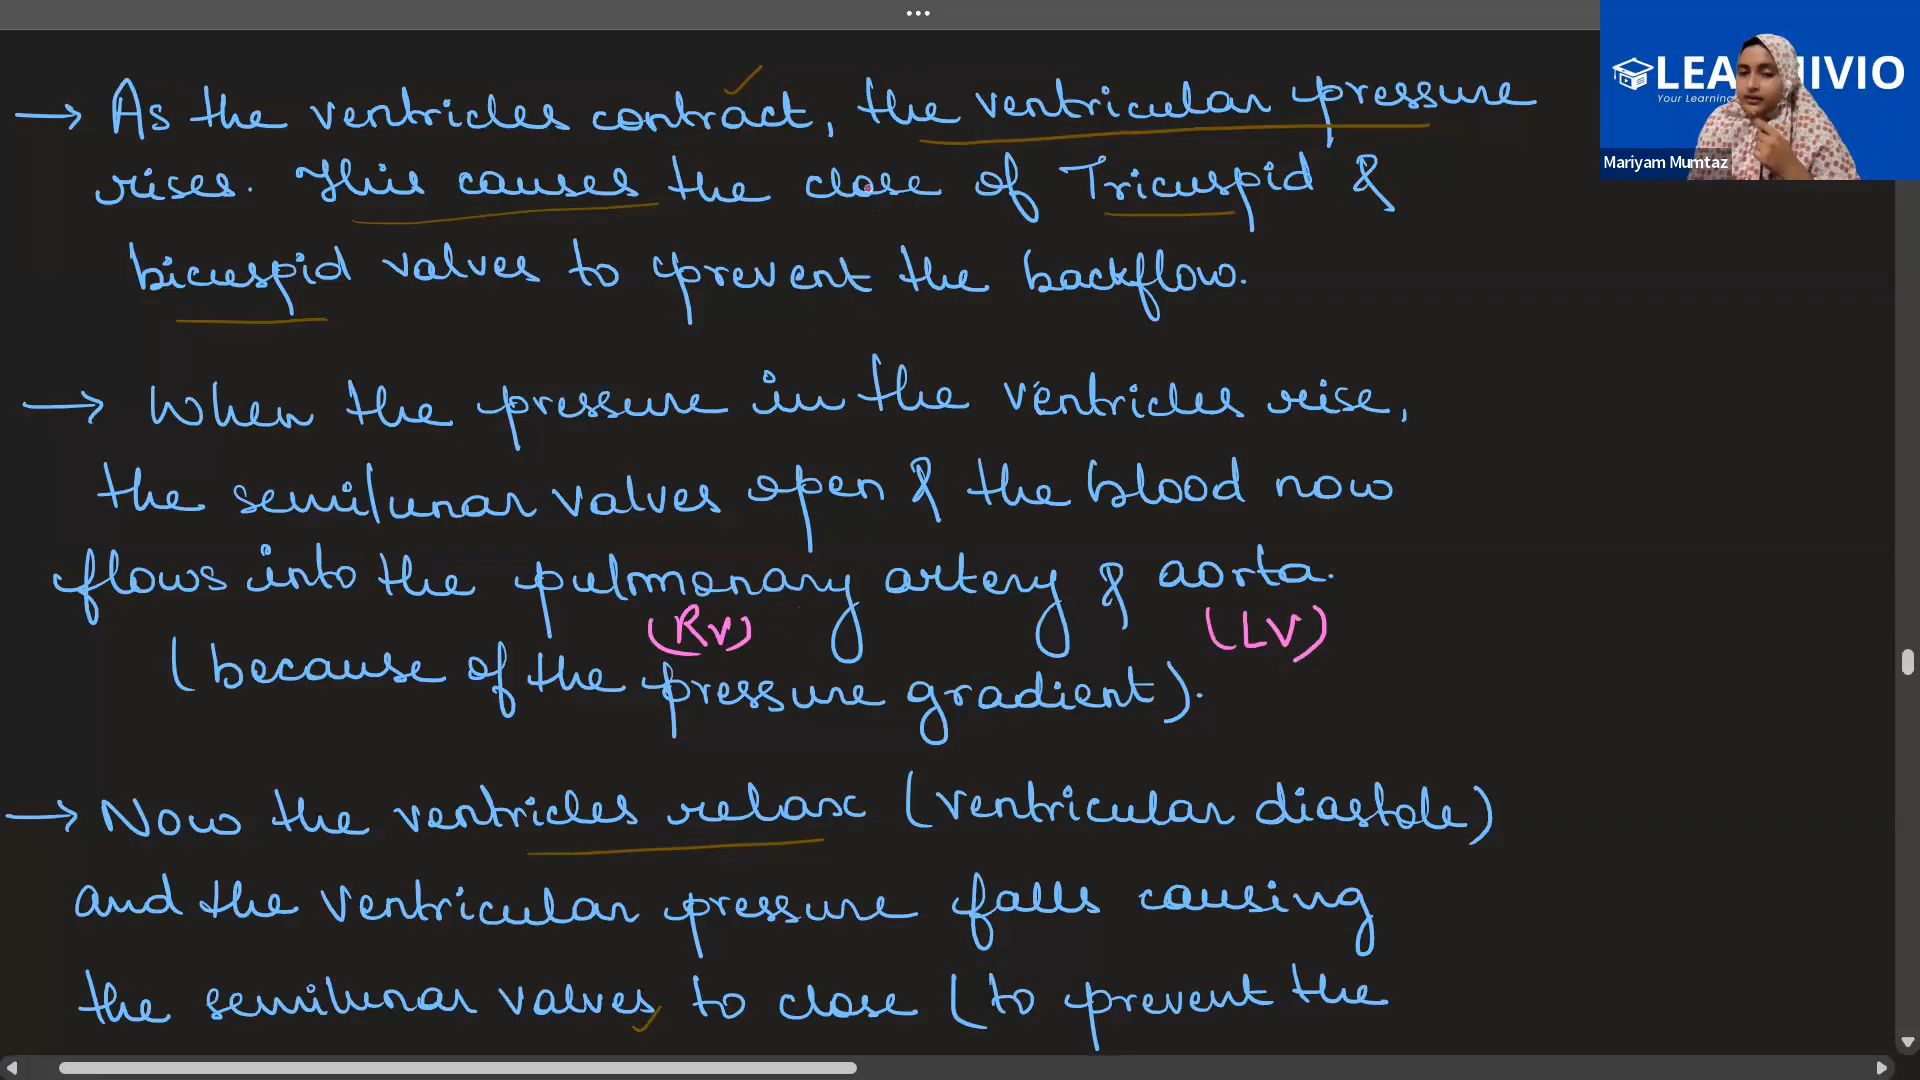 → As the ventricles contract, the ventricular pressure
rises. This causes the close of Tricuspid &
bicuspid valves to prevent the backflow.
→ When the pressure in the ventricles rise,
the semilunar valves open & the blood now
flows into the pulmonary artery & aorta.
(RV) (LV)
(because of the pressure gradient).
→ Now the ventricles relax (ventricular diastole)
and the ventricular pressure falls causing
the semilunar valves to close (to prevent the
LEA IVIO
Your Learning
Mariyam Mumtaz